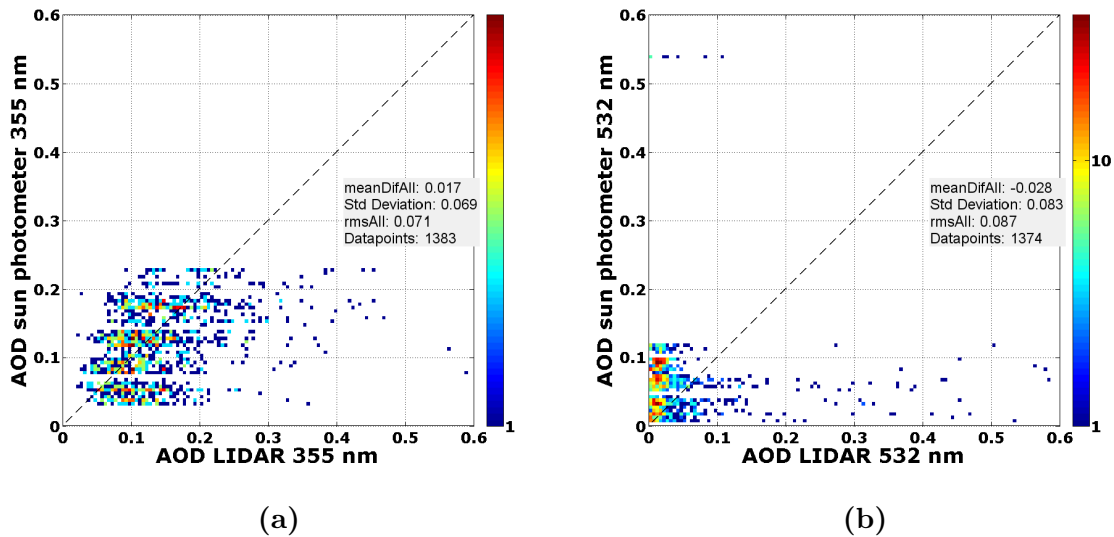 0.6
0.5
0.4
0.3
0.2
0.1
0
0 0.1 0.2 0.3 0.4 0.5 0.6
AOD sun photometer 355 nm
AOD LIDAR 355 nm
meanDifAll: 0.017
Std Deviation: 0.069
rmsAll: 0.071
Datapoints: 1383
1
(a)
0.6
0.5
0.4
0.3
0.2
0.1
0
0 0.1 0.2 0.3 0.4 0.5 0.6
AOD sun photometer 532 nm
AOD LIDAR 532 nm
meanDifAll: -0.028
Std Deviation: 0.083
rmsAll: 0.087
Datapoints: 1374
10
1
(b)